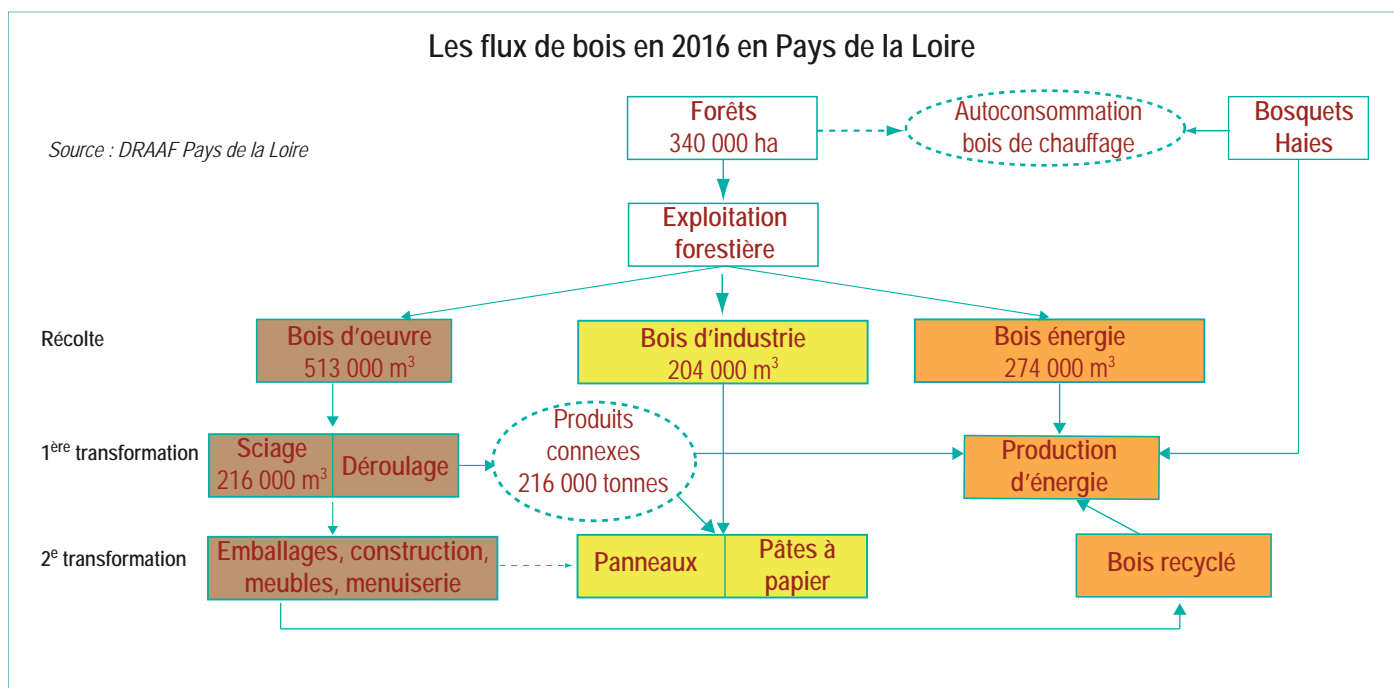 Les flux de bois en 2016 en Pays de la Loire
Source : DRAAF Pays de la Loire
Forêts
340 000 ha
Autoconsommation
bois de chauffage
Bosquets
Haies
Exploitation
forestière
Récolte
Bois d'oeuvre
513 000 m³
Bois d'industrie
204 000 m³
Bois énergie
274 000 m³
1ère transformation
Sciage
216 000 m³
Déroulage
Produits
connexes
216 000 tonnes
Production
d'énergie
2e transformation
Emballages, construction,
meubles, menuiserie
Panneaux
Pâtes à
papier
Bois recyclé